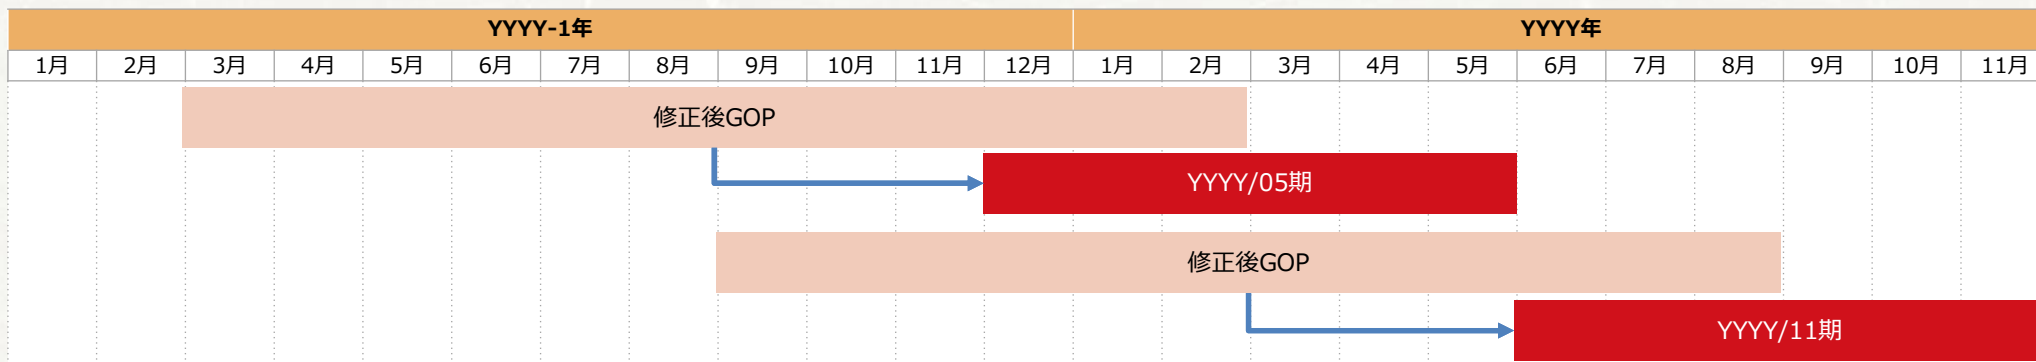 YYYY-1年 YYYY年
1月 2月 3月 4月 5月 6月 7月 8月 9月 10月 11月 12月 1月 2月 3月 4月 5月 6月 7月 8月 9月 10月 11月
修正後GOP
YYYY/05期
修正後GOP
YYYY/11期